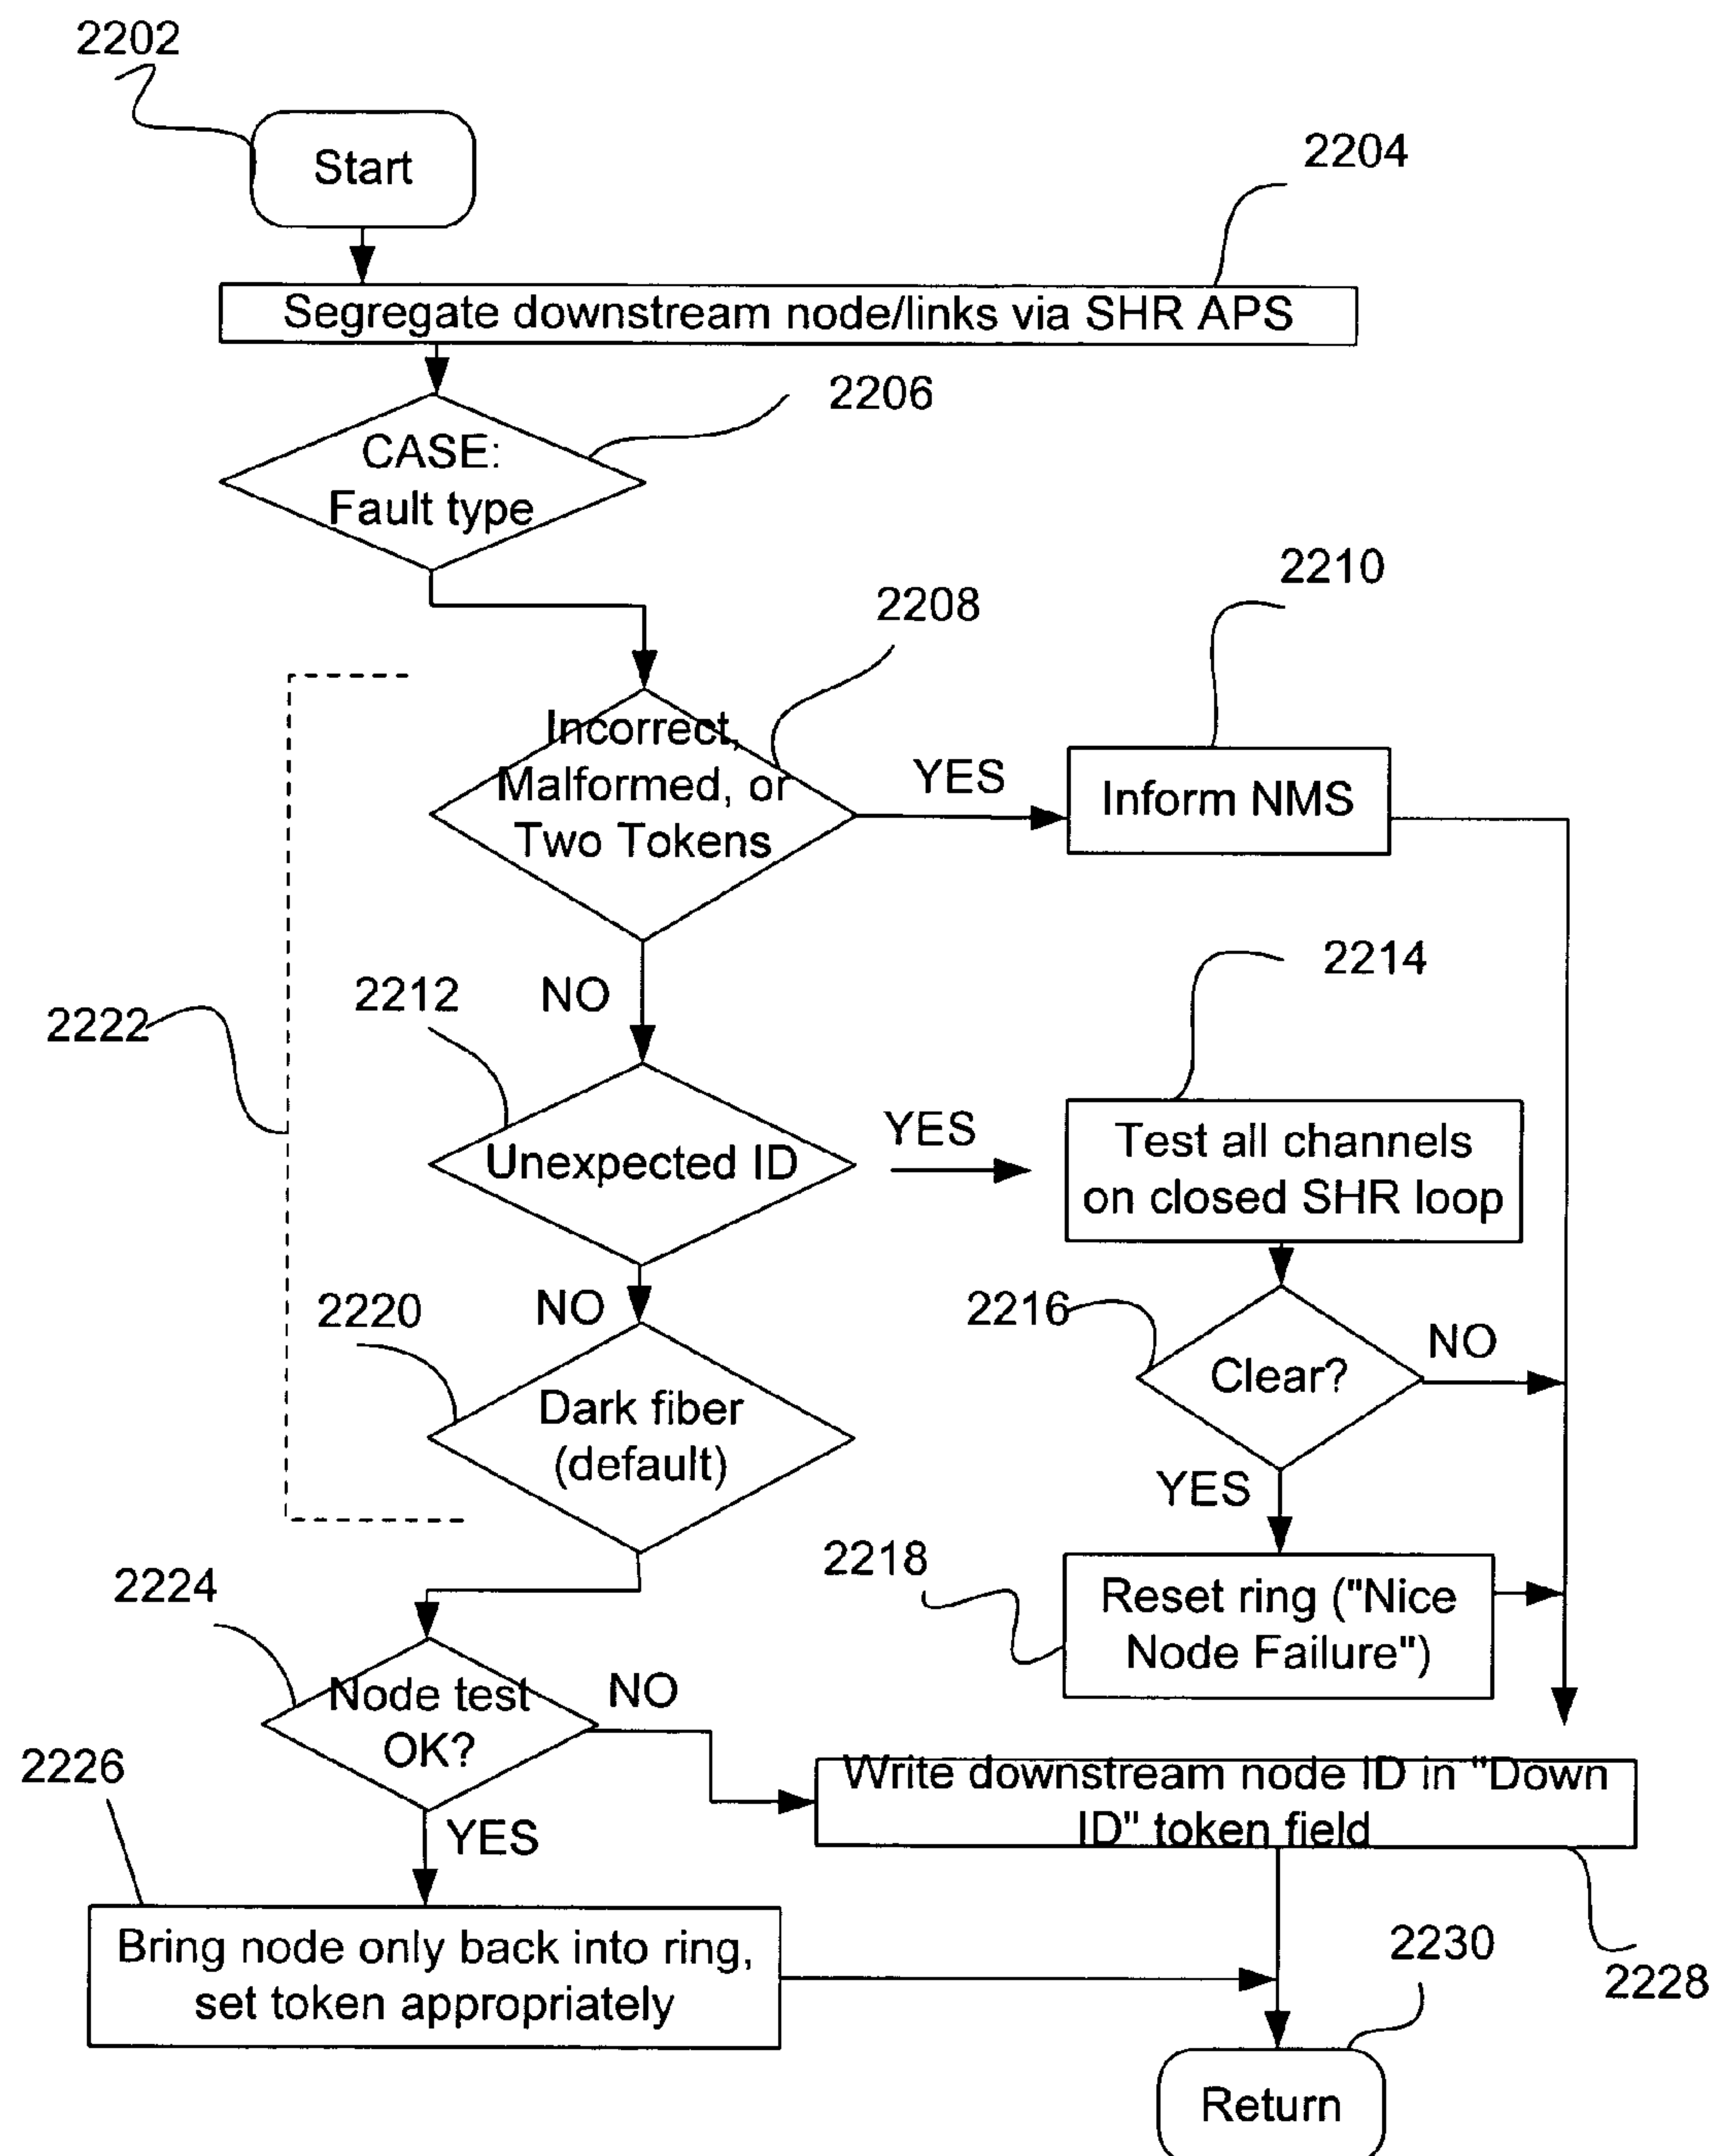 2202
Start
2204
Segregate downstream node/links via SHR APS
2206
CASE:
Fault type
2210
2208
Incorrect,
Malformed, or
Two Tokens
YES
Inform NMS
2214
2212
NO
2222
YES
Test all channels
on closed SHR loop
Unexpected ID
2220
NO
2216
NO
Clear?
Dark fiber
(default)
YES
2218
2224
Reset ring ("Nice
Node Failure")
Node test
OK?
NO
2226
Write downstream node ID in "Down
ID" token field
YES
Bring node only back into ring,
set token appropriately
2230
2228
Return